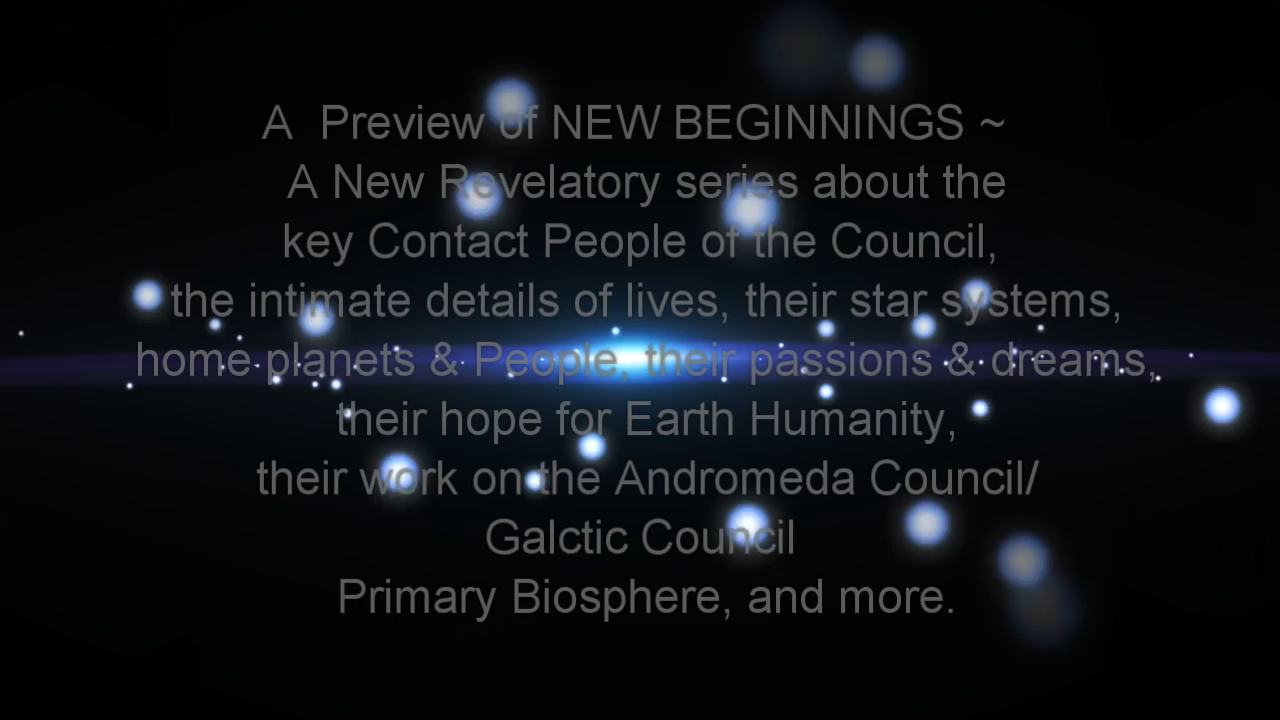 A Preview of NEW BEGINNINGS ~
A New Revelatory series about the
key Contact People of the Council,
the intimate details of lives, their star systems,
home planets & People, their passions & dreams,
their hope for Earth Humanity,
their work on the Andromeda Council/
Galctic Council
Primary Biosphere, and more.